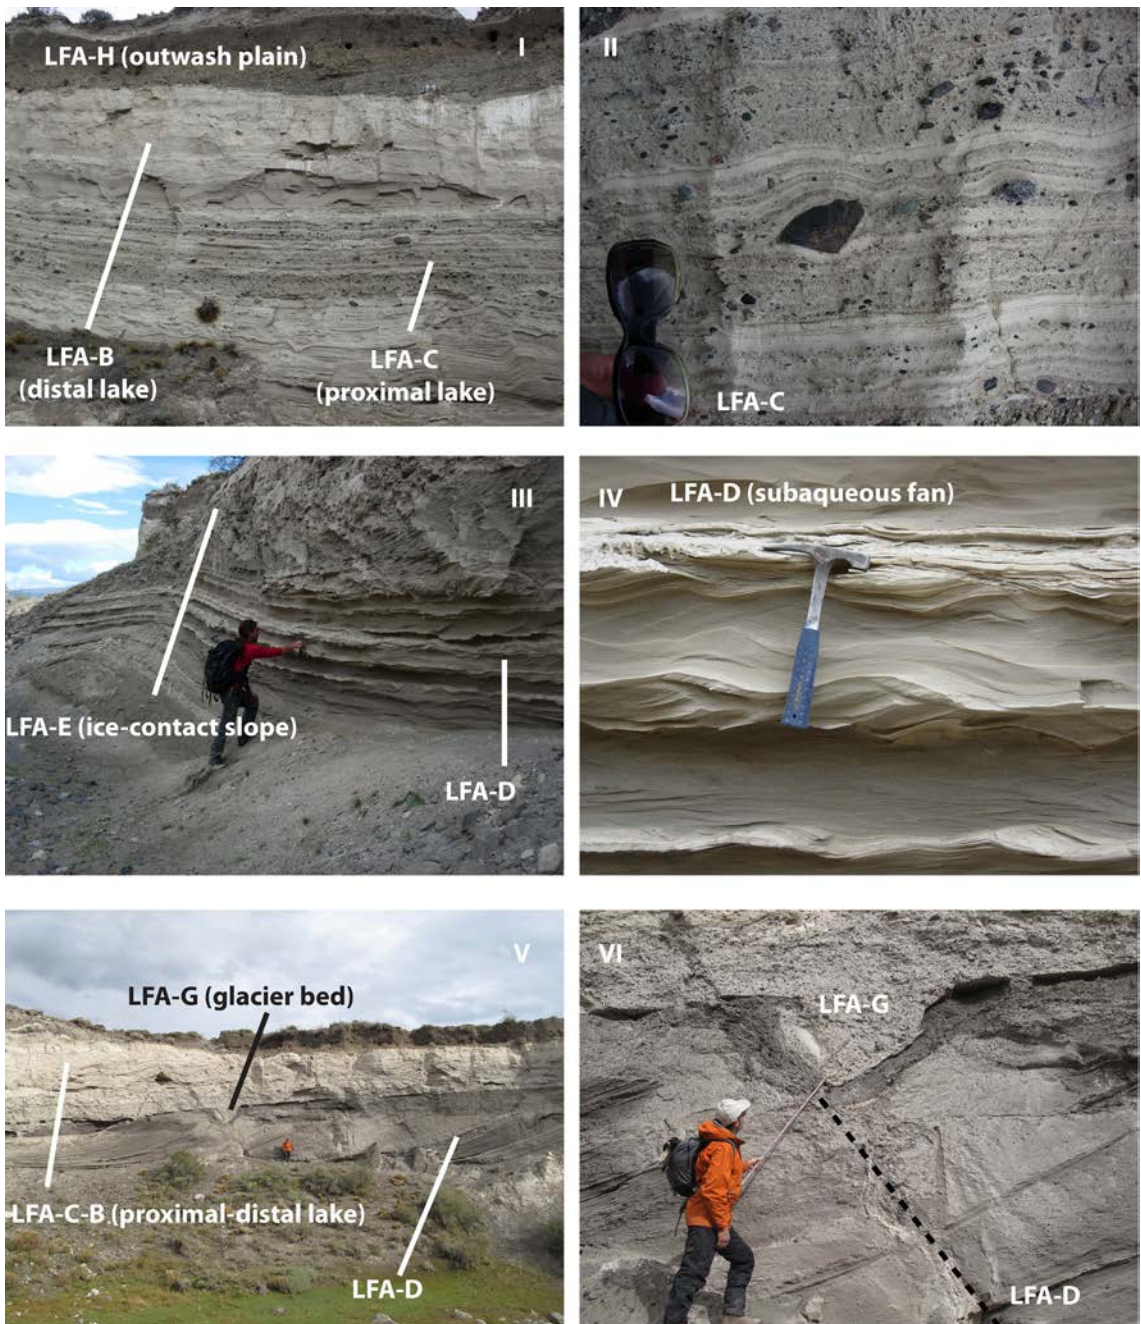 LFA-H (outwash plain)
I
LFA-B
(distal lake)
LFA-C
(proximal lake)
II
LFA-C
III
LFA-E (ice-contact slope)
LFA-D
IV
LFA-D (subaqueous fan)
V
LFA-G (glacier bed)
LFA-C-B (proximal-distal lake)
LFA-D
VI
LFA-G
LFA-D